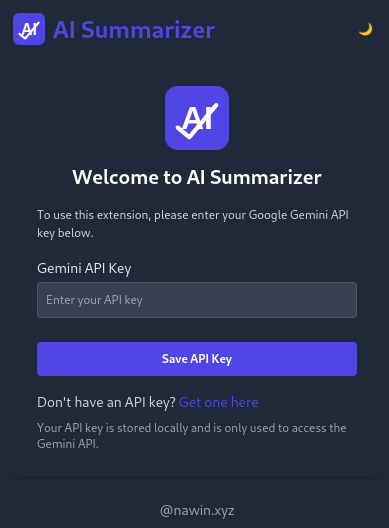 AI AI Summarizer
AI
Welcome to AI Summarizer
To use this extension, please enter your Google Gemini API
key below.
Gemini API Key
Enter your API key
Save API Key
Don't have an API key? Get one here
Your API key is stored locally and is only used to access the
Gemini API.
@nawin.xyz